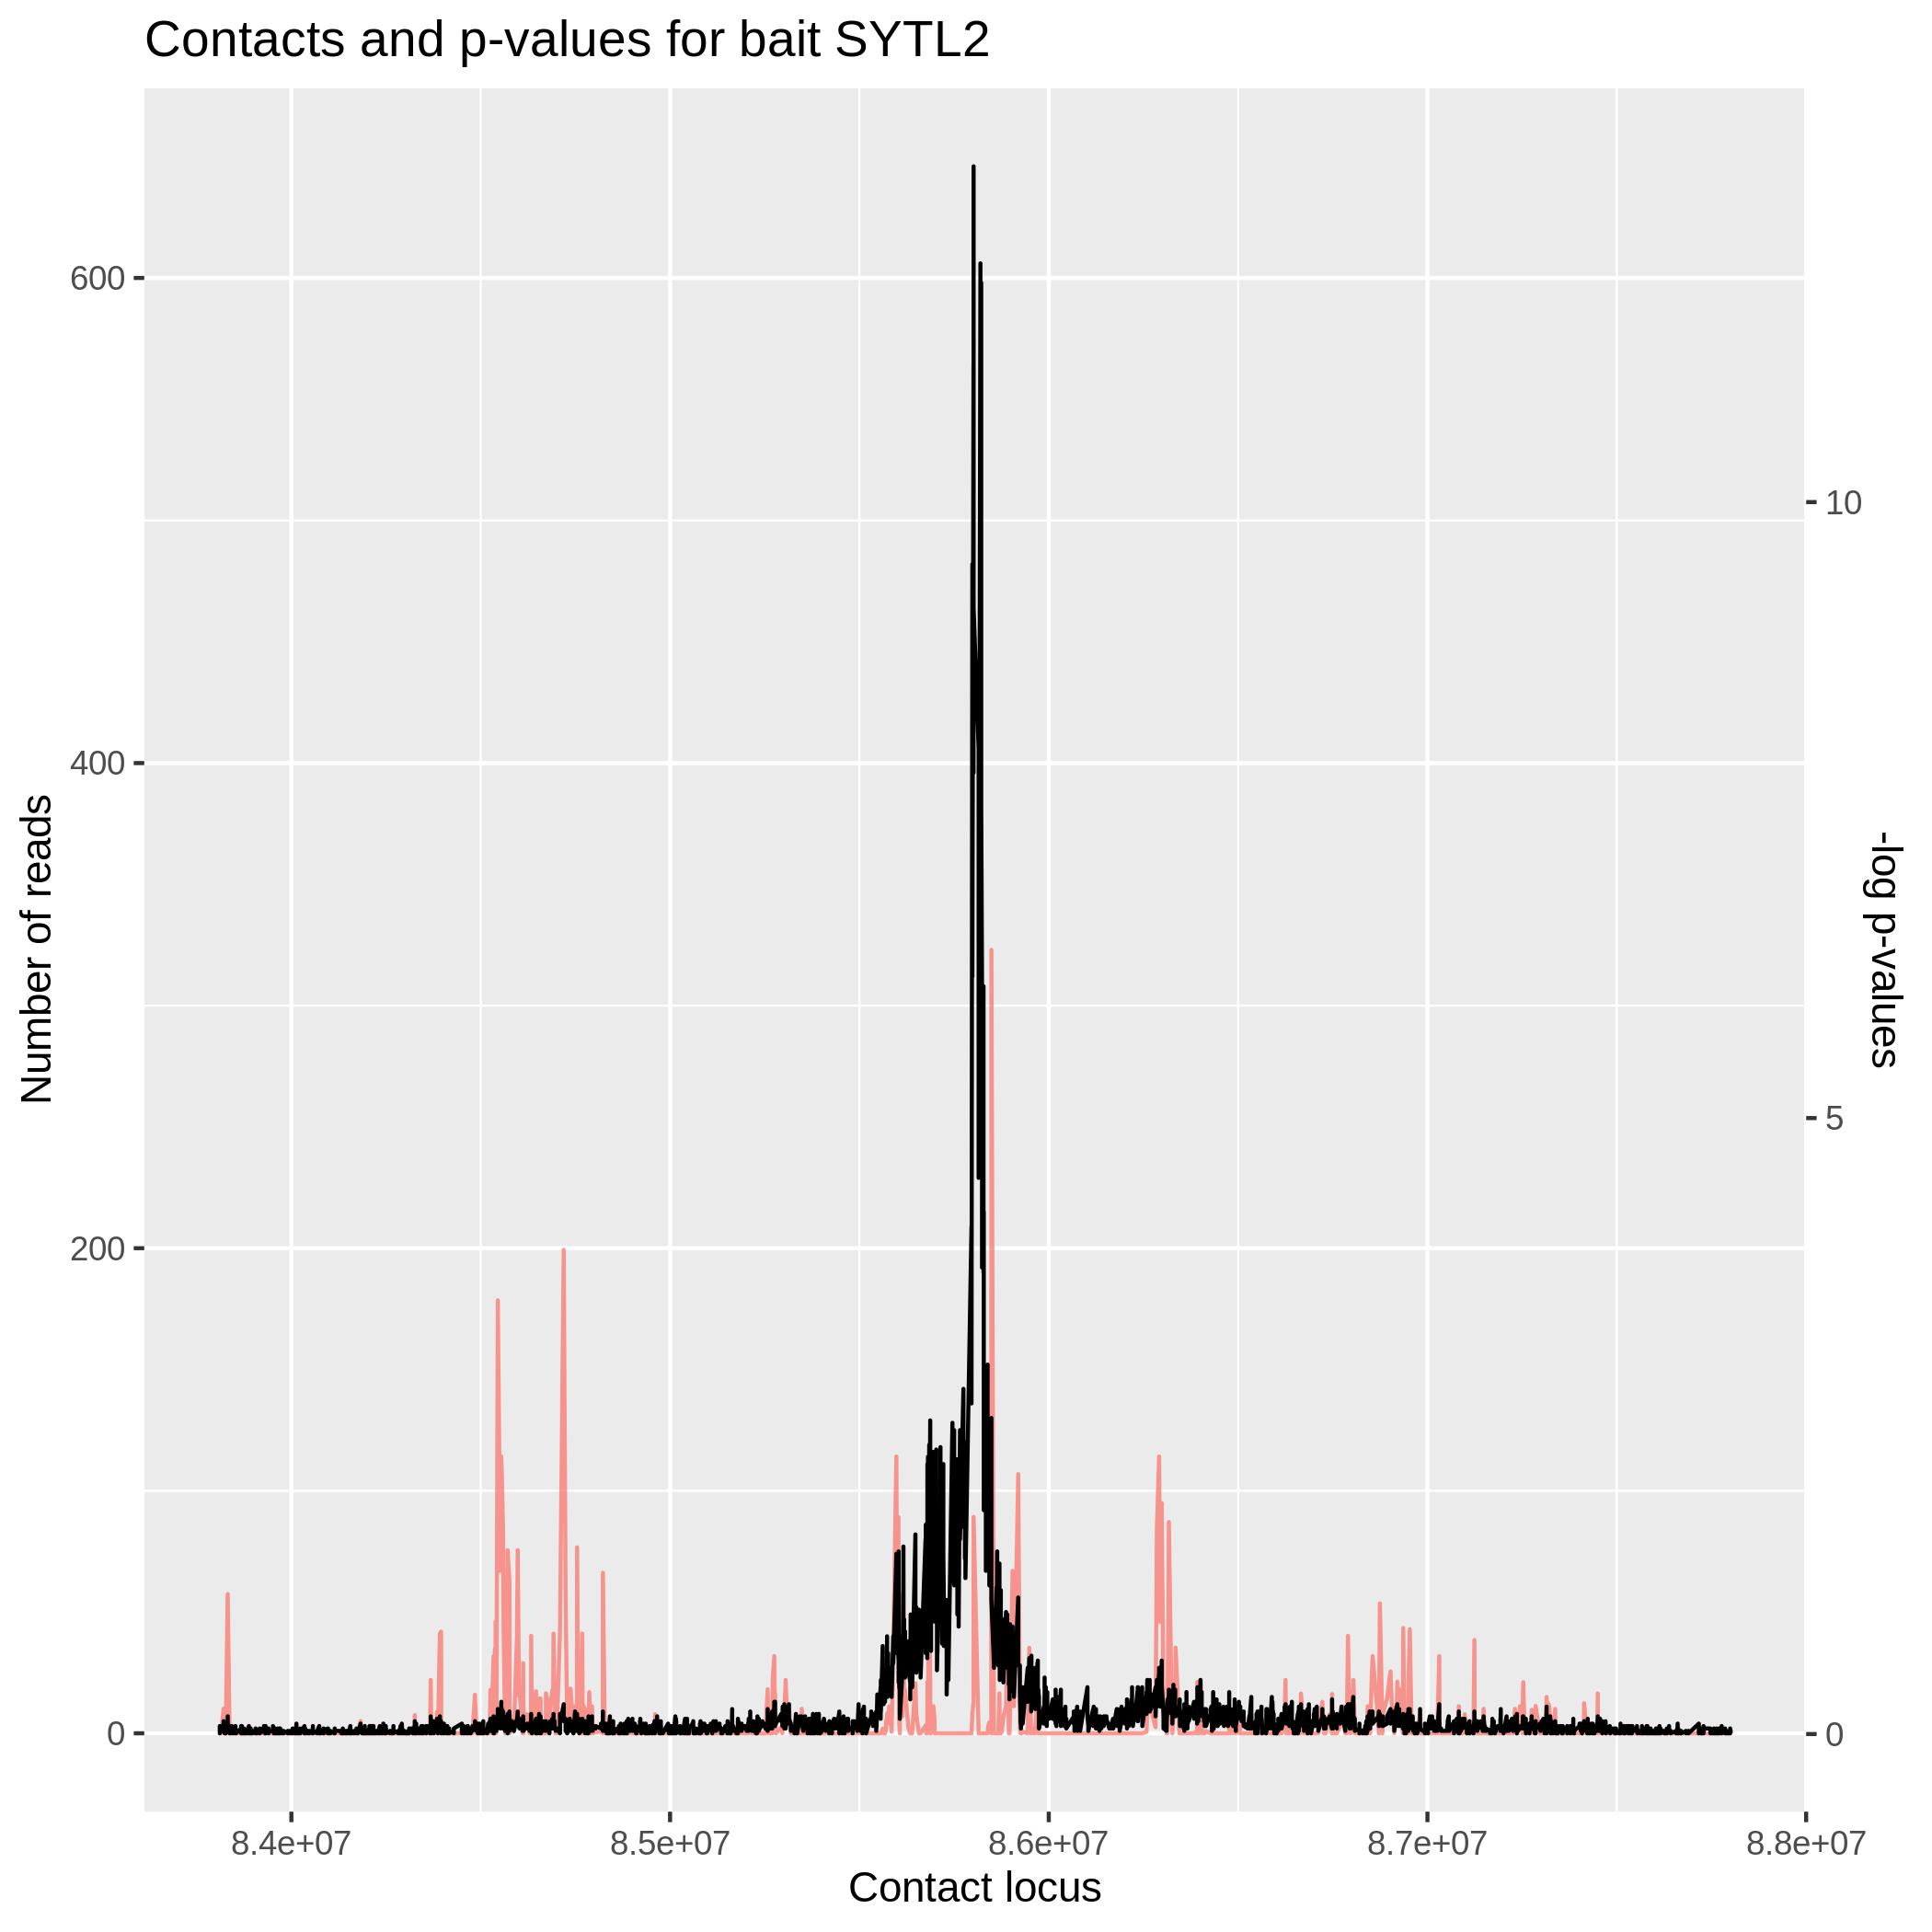 Contacts and p-values for bait SYTL2
Number of reads
600
400
200
0
-log p-values
10
5
0
8.4e+07
8.5e+07
8.6e+07
8.7e+07
8.8e+07
Contact locus